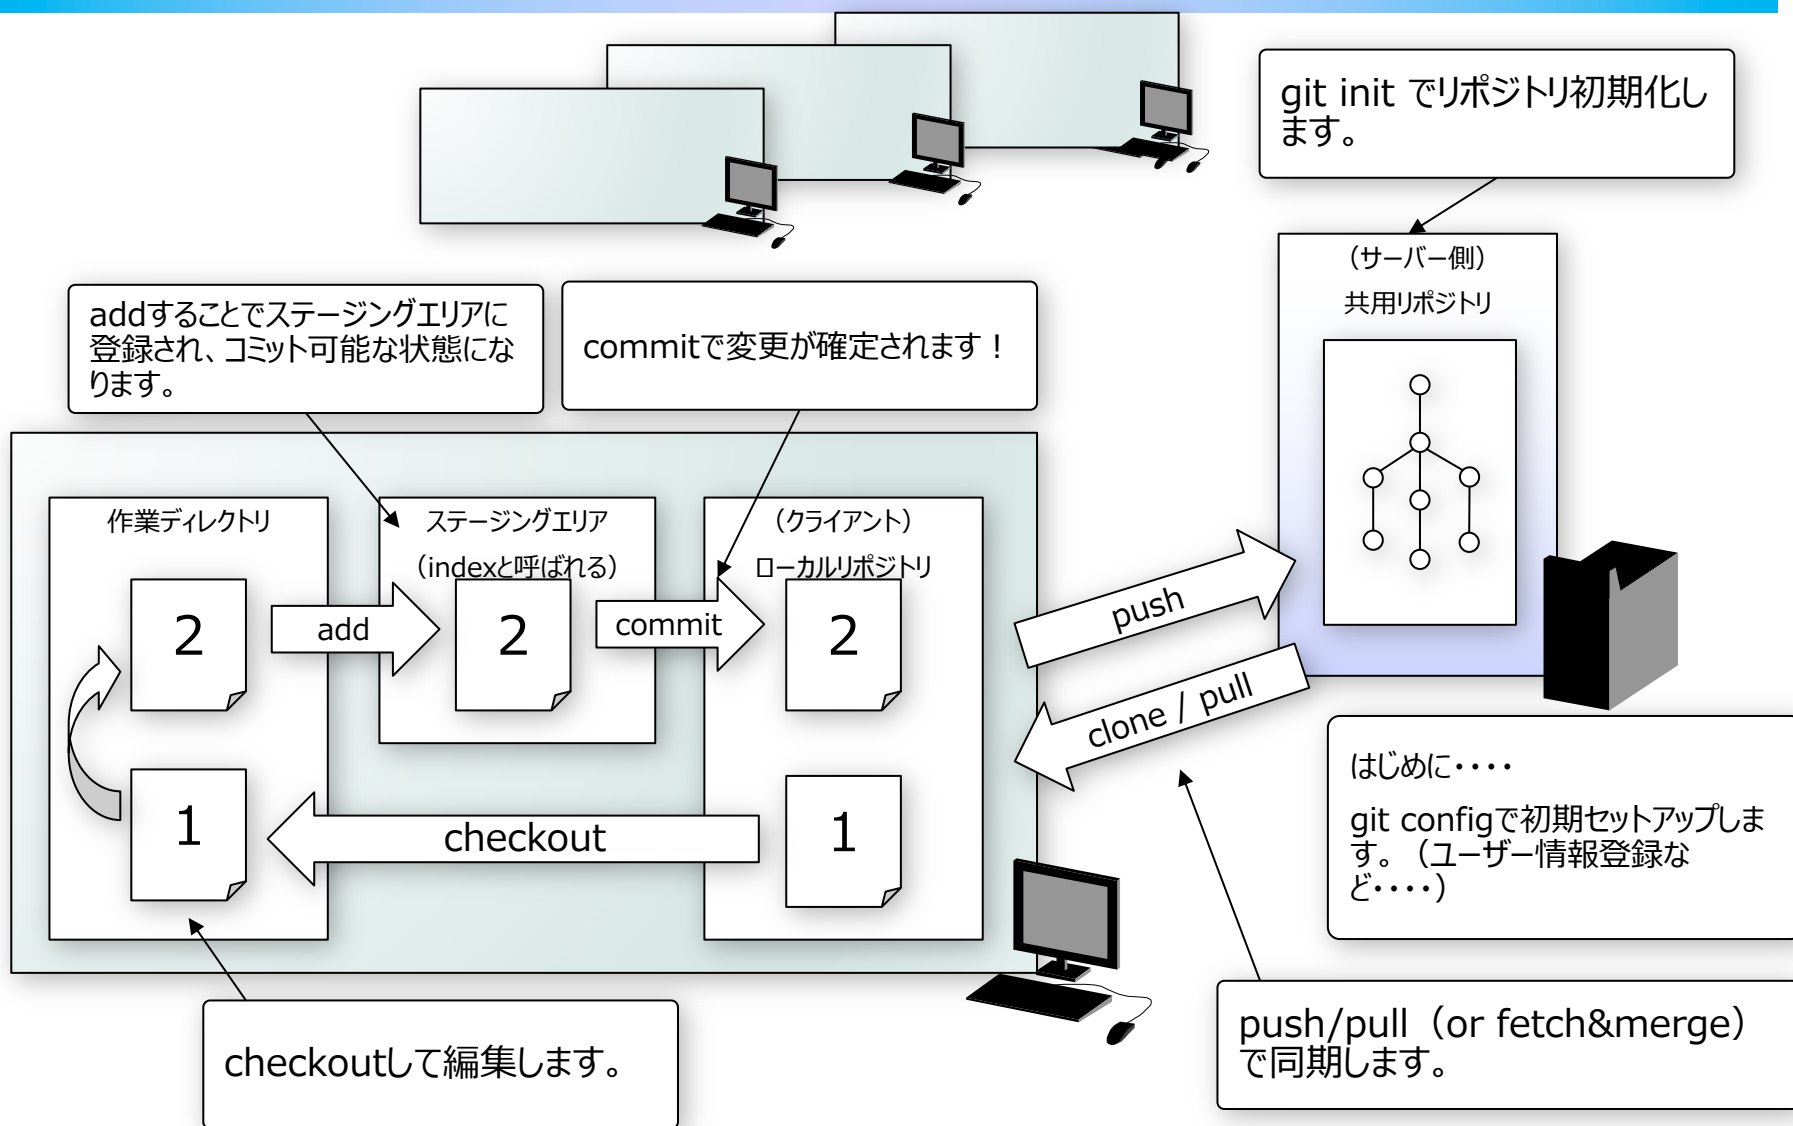 git init でリポジトリ初期化し
ます。
（サーバー側）
共用リポジトリ
addすることでステージングエリアに
登録され、コミット可能な状態にな
ります。
commitで変更が確定されます！
作業ディレクトリ
ステージングエリア
（indexと呼ばれる）
（クライアント）
ローカルリポジトリ
2
add
2
commit
2
push
clone / pull
1
checkout
1
はじめに・・・・
git configで初期セットアップしま
す。（ユーザー情報登録な
ど・・・・）
checkoutして編集します。
push/pull（or fetch&merge）
で同期します。